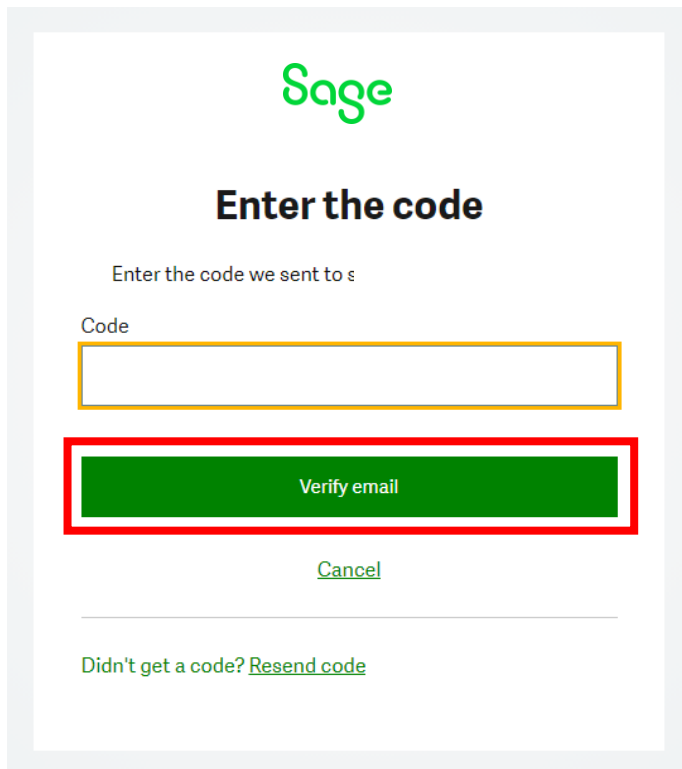 Sage
Enter the code
Enter the code we sent to s
Code
Verify email
Cancel
Didn't get a code? Resend code